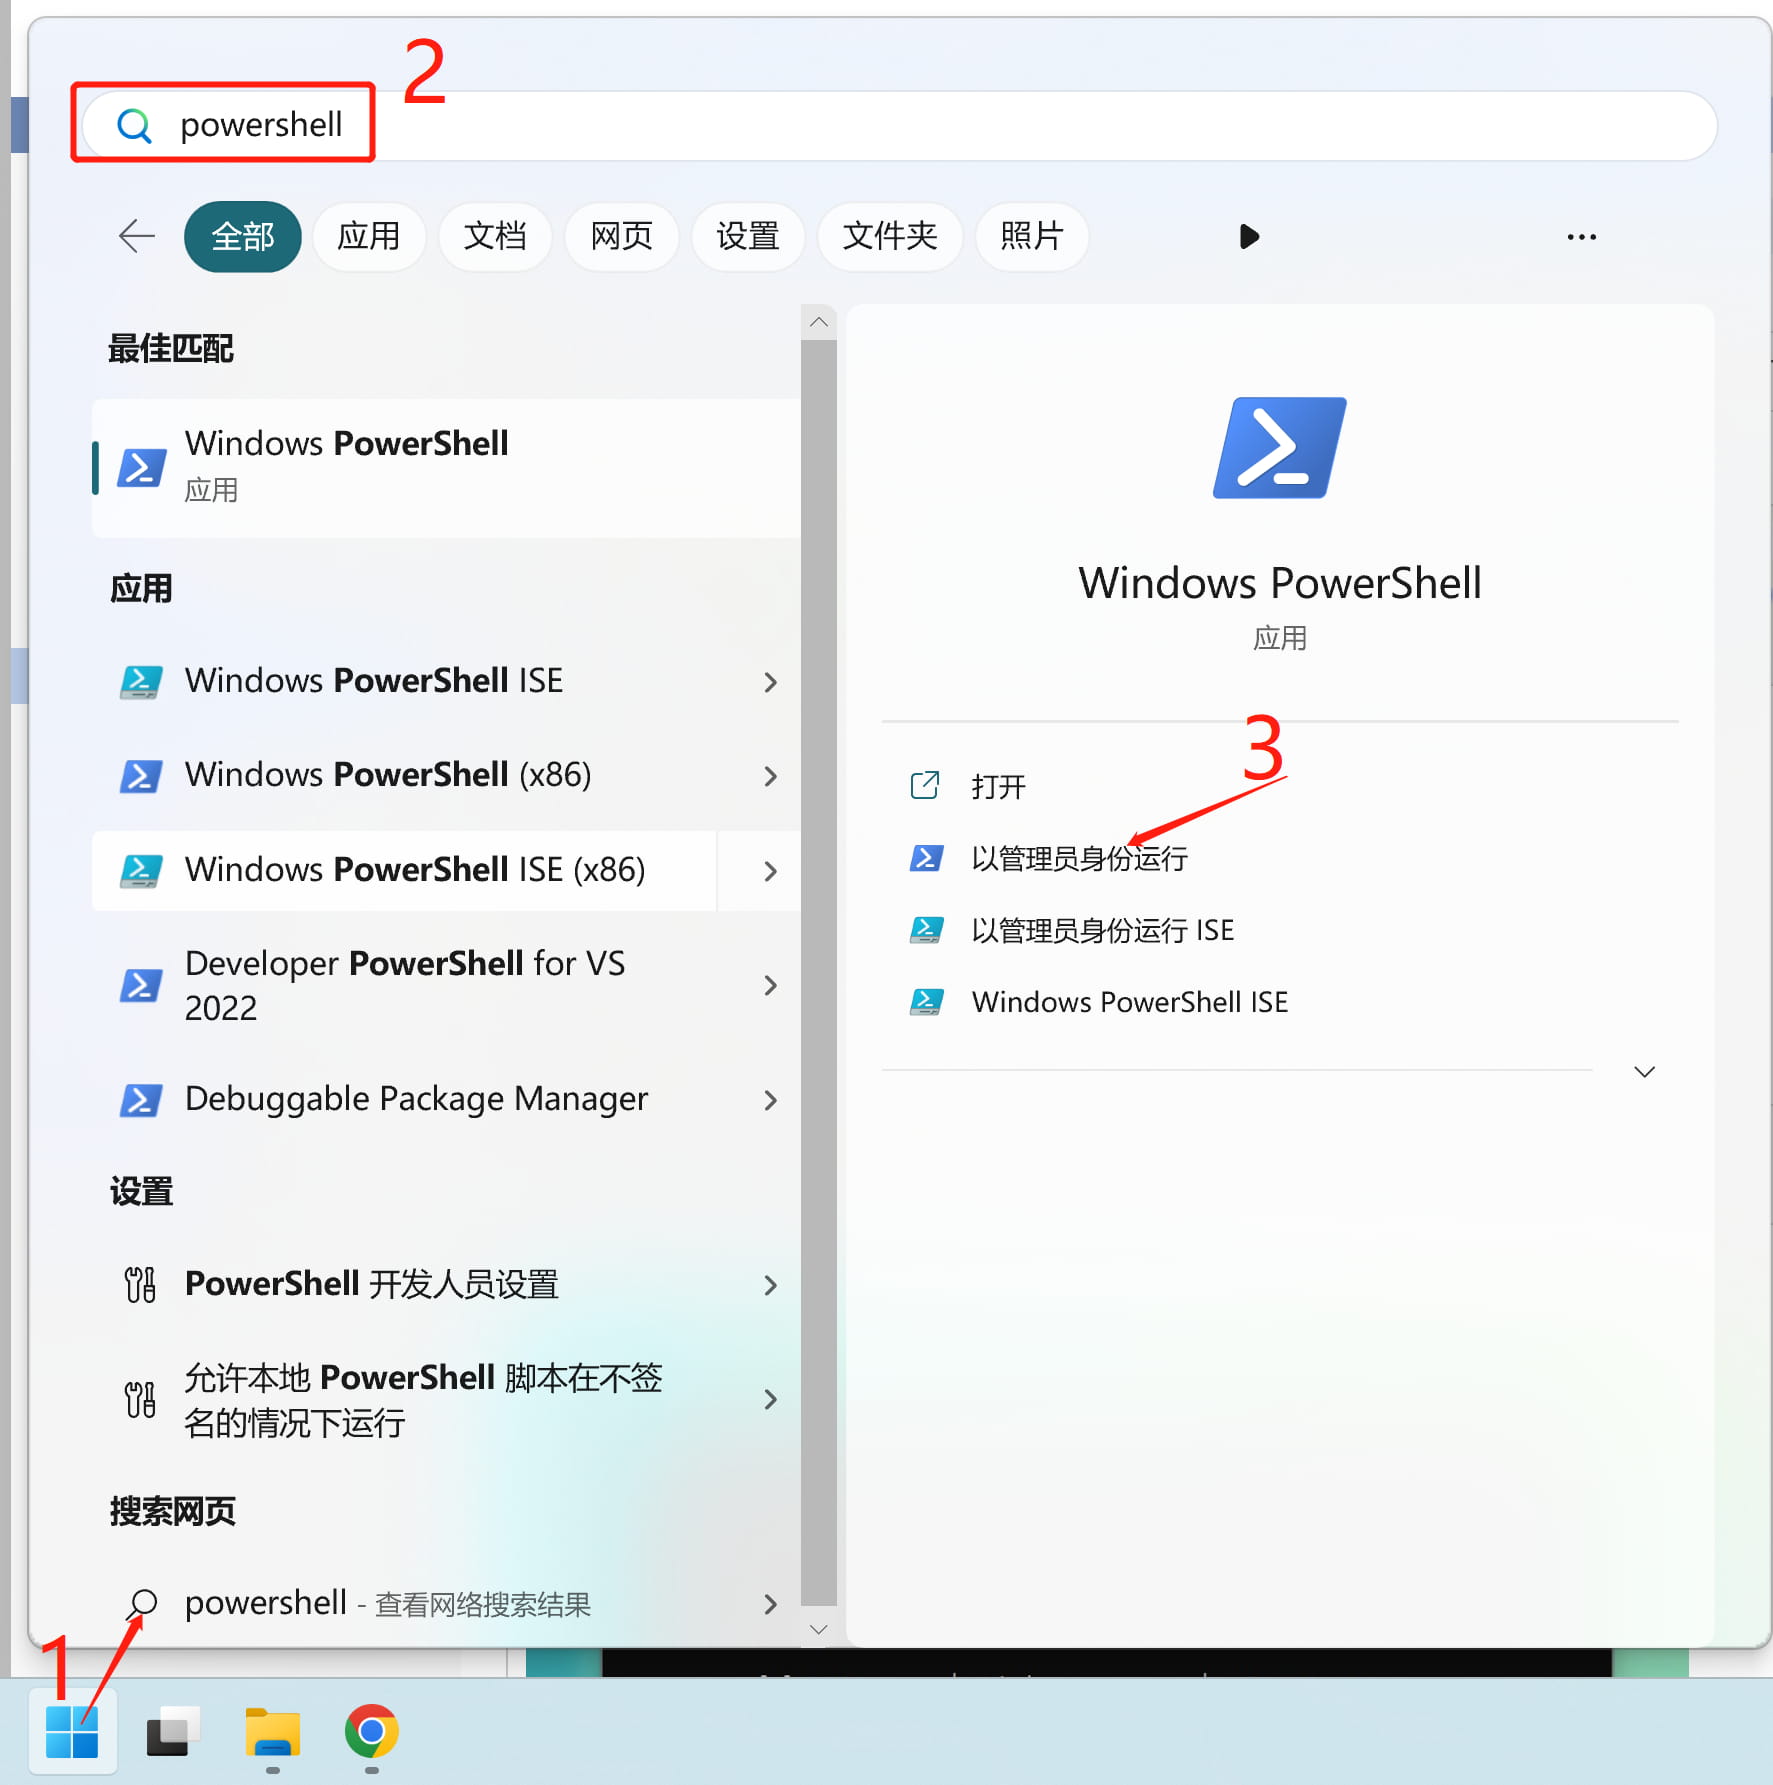 2
powershell
全部 应用 文档 网页 设置 文件夹 照片
最佳匹配
Windows PowerShell
应用
应用
Windows PowerShell ISE
Windows PowerShell (x86)
Windows PowerShell ISE (x86)
Developer PowerShell for VS
2022
Debuggable Package Manager
设置
PowerShell 开发人员设置
允许本地 PowerShell 脚本在不签
名的情况下运行
搜索网页
powershell - 查看网络搜索结果
Windows PowerShell
应用
3
打开
以管理员身份运行
以管理员身份运行 ISE
Windows PowerShell ISE
1